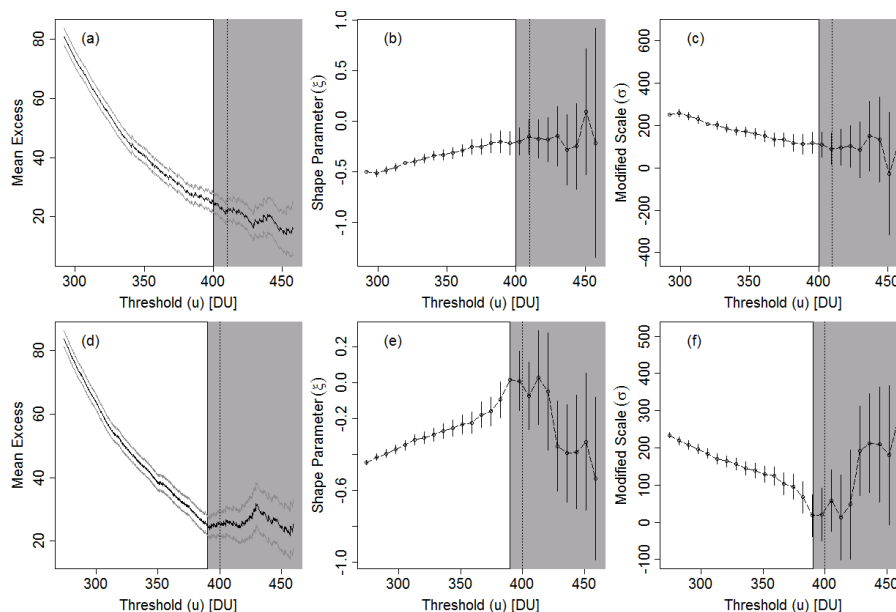 (a)
Mean Excess
80
60
40
20
300 350 400 450
Threshold (u) [DU]
(b)
Shape Parameter (ξ)
1.0
0.5
0.0
-0.5
-1.0
300 350 400 450
Threshold (u) [DU]
(c)
Modified Scale (σ)
600
400
200
0
-200
-400
300 350 400 450
Threshold (u) [DU]
(d)
Mean Excess
80
60
40
20
300 350 400 450
Threshold (u) [DU]
(e)
Shape Parameter (ξ)
0.2
0.0
-0.2
-0.6
-1.0
300 350 400 450
Threshold (u) [DU]
(f)
Modified Scale (σ)
500
400
300
200
100
0
-100
300 350 400 450
Threshold (u) [DU]